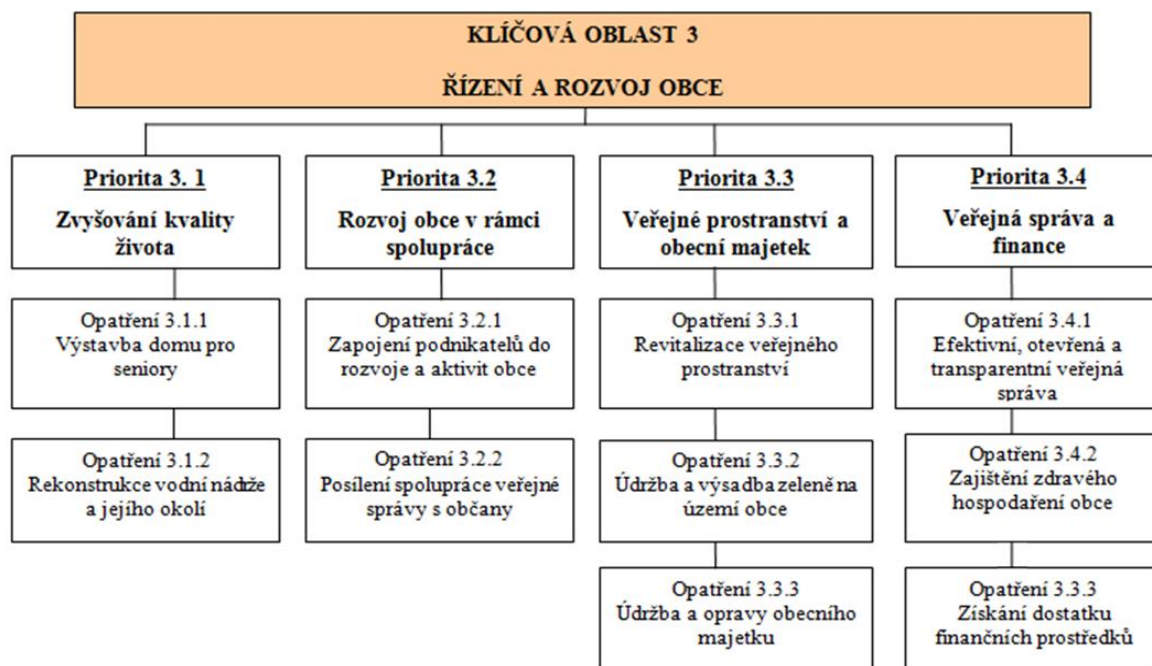 KLÍČOVÁ OBLAST 3
ŘÍZENÍ A ROZVOJ OBCE
Priorita 3. 1
Zvyšování kvality
života
Priorita 3.2
Rozvoj obce v rámci
spolupráce
Priorita 3.3
Veřejné prostranství a
obecní majetek
Priorita 3.4
Veřejná správa a
finance
Opatření 3.1.1
Výstavba domu pro
seniory
Opatření 3.2.1
Zapojení podnikatelů do
rozvoje a aktivit obce
Opatření 3.3.1
Revitalizace veřejného
prostranství
Opatření 3.4.1
Efektivní, otevřená a
transparentní veřejná
správa
Opatření 3.1.2
Rekonstrukce vodní nádrže
a jejího okolí
Opatření 3.2.2
Posílení spolupráce veřejné
správy s občany
Opatření 3.3.2
Údržba a výsadba zeleně na
území obce
Opatření 3.4.2
Zajištění zdravého
hospodaření obce
Opatření 3.3.3
Údržba a opravy obecního
majetku
Opatření 3.3.3
Získání dostatku
finančních prostředků